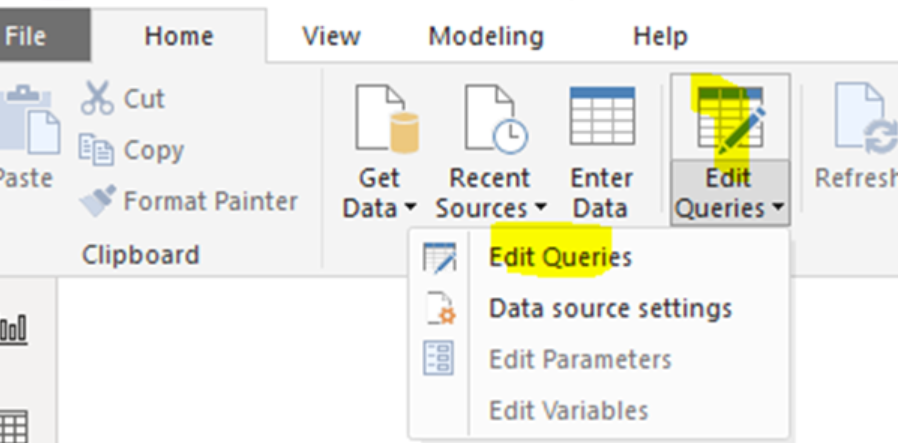 File Home View Modeling Help
Cut
Copy
Paste
Format Painter
Clipboard
Get
Data
Recent
Sources
Enter
Data
Edit
Queries
Refresh
Edit Queries
Data source settings
Edit Parameters
Edit Variables